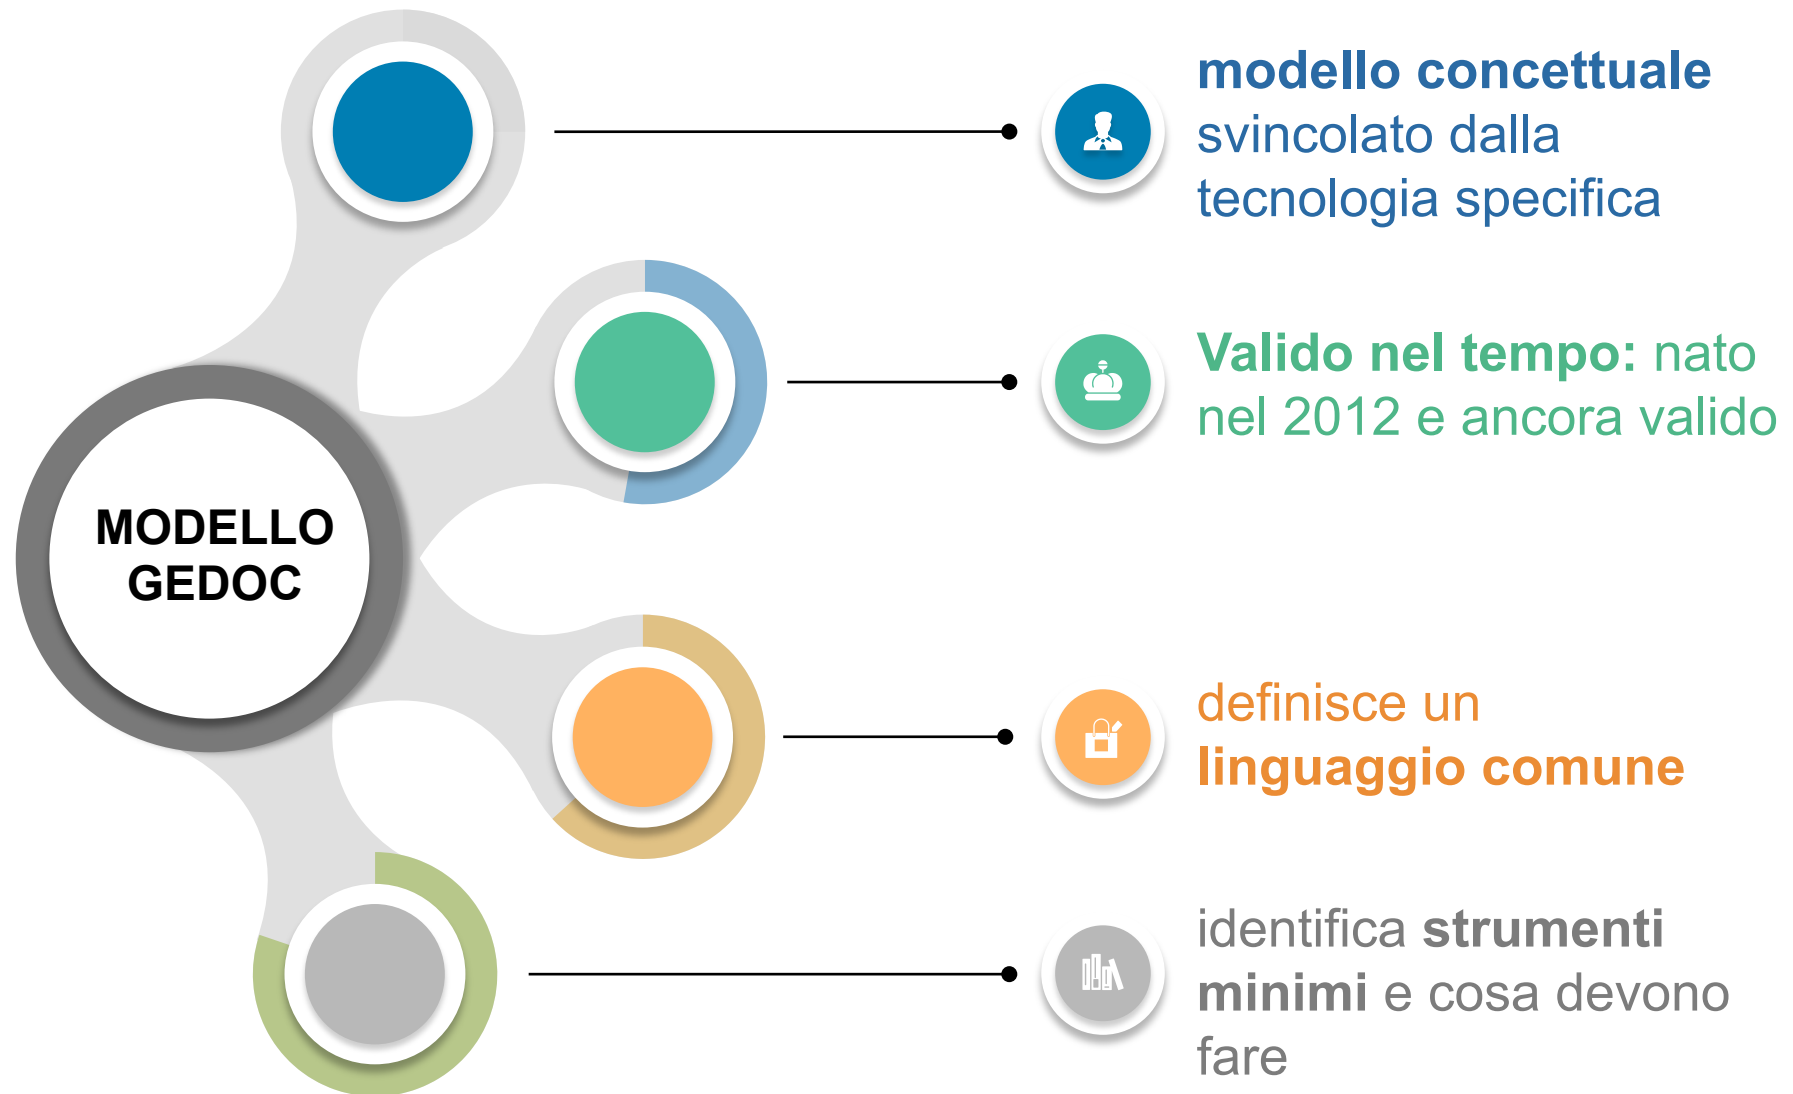 modello concettuale
svincolato dalla
tecnologia specifica
Valido nel tempo: nato
nel 2012 e ancora valido
MODELLO
GEDOC
definisce un
linguaggio comune
identifica strumenti
minimi e cosa devono
fare